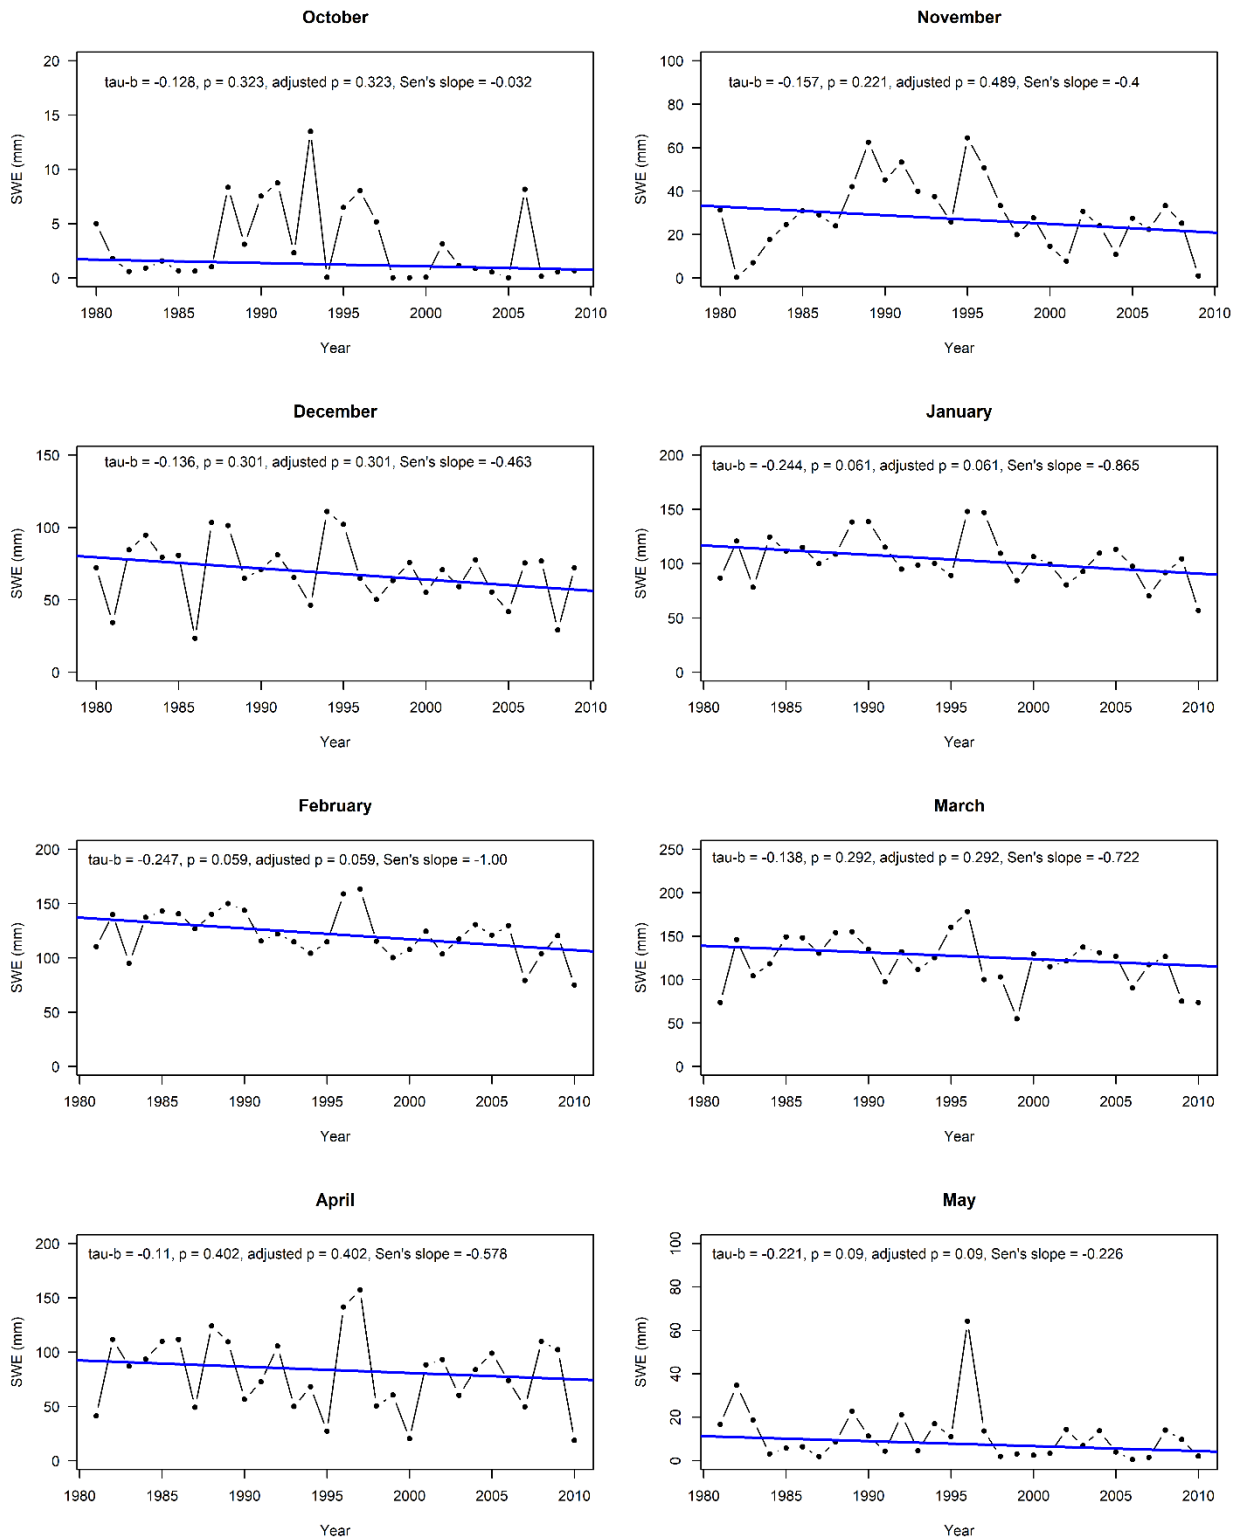 October
tau-b = -0.128, p = 0.323, adjusted p = 0.323, Sen's slope = -0.032
SWE (mm)
20
15
10
5
0
1980 1985 1990 1995 2000 2005 2010
Year
November
tau-b = -0.157, p = 0.221, adjusted p = 0.489, Sen's slope = -0.4
SWE (mm)
100
80
60
40
20
0
1980 1985 1990 1995 2000 2005 2010
Year
December
tau-b = -0.136, p = 0.301, adjusted p = 0.301, Sen's slope = -0.463
SWE (mm)
150
100
50
0
1980 1985 1990 1995 2000 2005 2010
Year
January
tau-b = -0.244, p = 0.061, adjusted p = 0.061, Sen's slope = -0.865
SWE (mm)
200
150
100
50
0
1980 1985 1990 1995 2000 2005 2010
Year
February
tau-b = -0.247, p = 0.059, adjusted p = 0.059, Sen's slope = -1.00
SWE (mm)
200
150
100
50
0
1980 1985 1990 1995 2000 2005 2010
Year
March
tau-b = -0.138, p = 0.292, adjusted p = 0.292, Sen's slope = -0.722
SWE (mm)
250
200
150
100
50
0
1980 1985 1990 1995 2000 2005 2010
Year
April
tau-b = -0.11, p = 0.402, adjusted p = 0.402, Sen's slope = -0.578
SWE (mm)
200
150
100
50
0
1980 1985 1990 1995 2000 2005 2010
Year
May
tau-b = -0.221, p = 0.09, adjusted p = 0.09, Sen's slope = -0.226
SWE (mm)
100
80
60
40
20
0
1980 1985 1990 1995 2000 2005 2010
Year